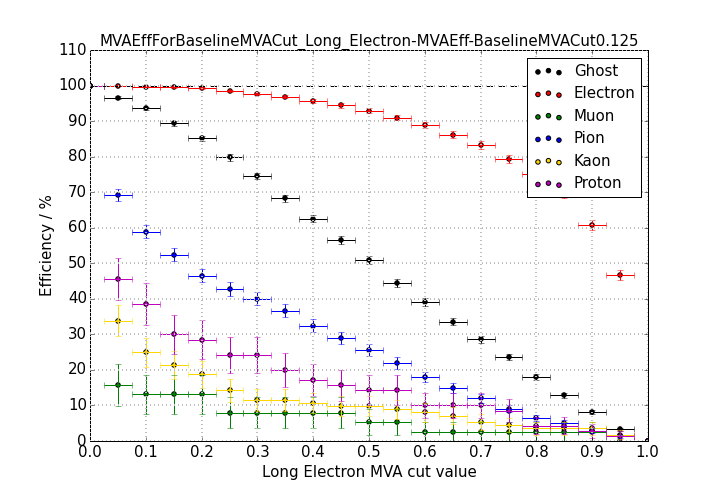 MVAEffForBaselineMVACut_Long_Electron-MVAEff-BaselineMVACut0.125
110
100
90
80
70
60
50
40
30
20
10
0
Efficiency / %
Ghost
Electron
Muon
Pion
Kaon
Proton
0.0 0.1 0.2 0.3 0.4 0.5 0.6 0.7 0.8 0.9 1.0
Long Electron MVA cut value